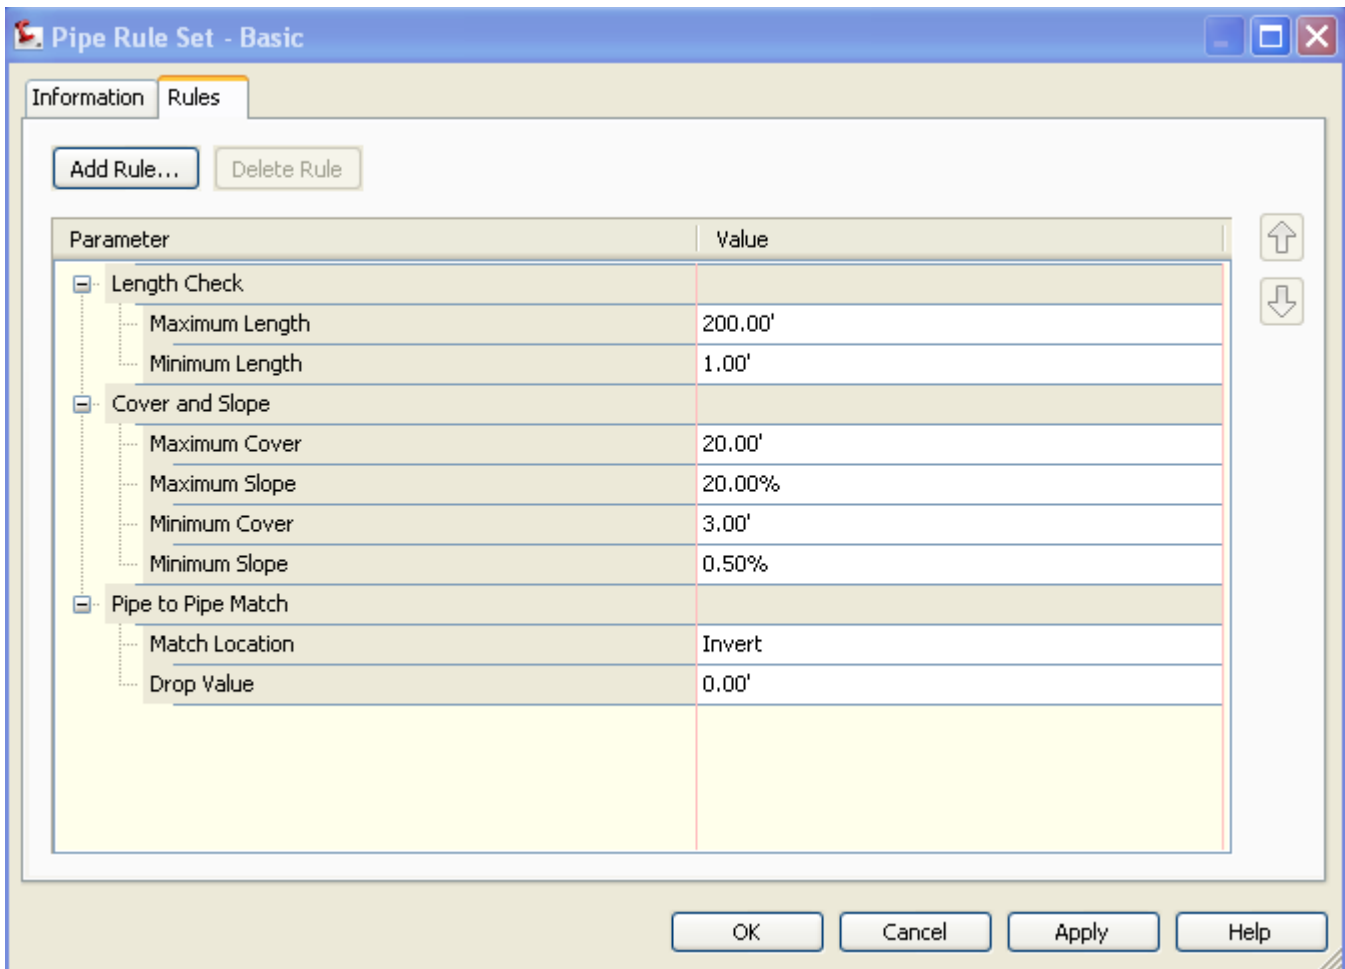 Pipe Rule Set - Basic
Information Rules
Add Rule... Delete Rule
Parameter Value
Length Check
Maximum Length 200.00'
Minimum Length 1.00'
Cover and Slope
Maximum Cover 20.00'
Maximum Slope 20.00%
Minimum Cover 3.00'
Minimum Slope 0.50%
Pipe to Pipe Match
Match Location Invert
Drop Value 0.00'
OK Cancel Apply Help